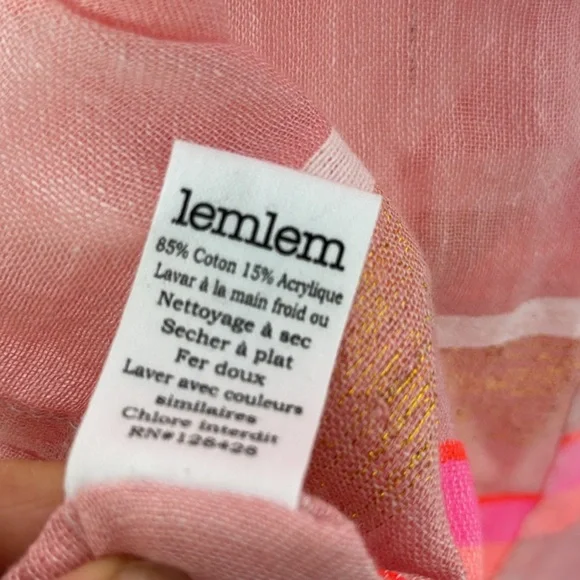 lemlem
85% Coton 15% Acrylique
Lavar à la main froid ou
Nettoyage à sec
Secher à plat
Fer doux
Laver avec couleurs
similaires
Chlore interdit
RN#126426